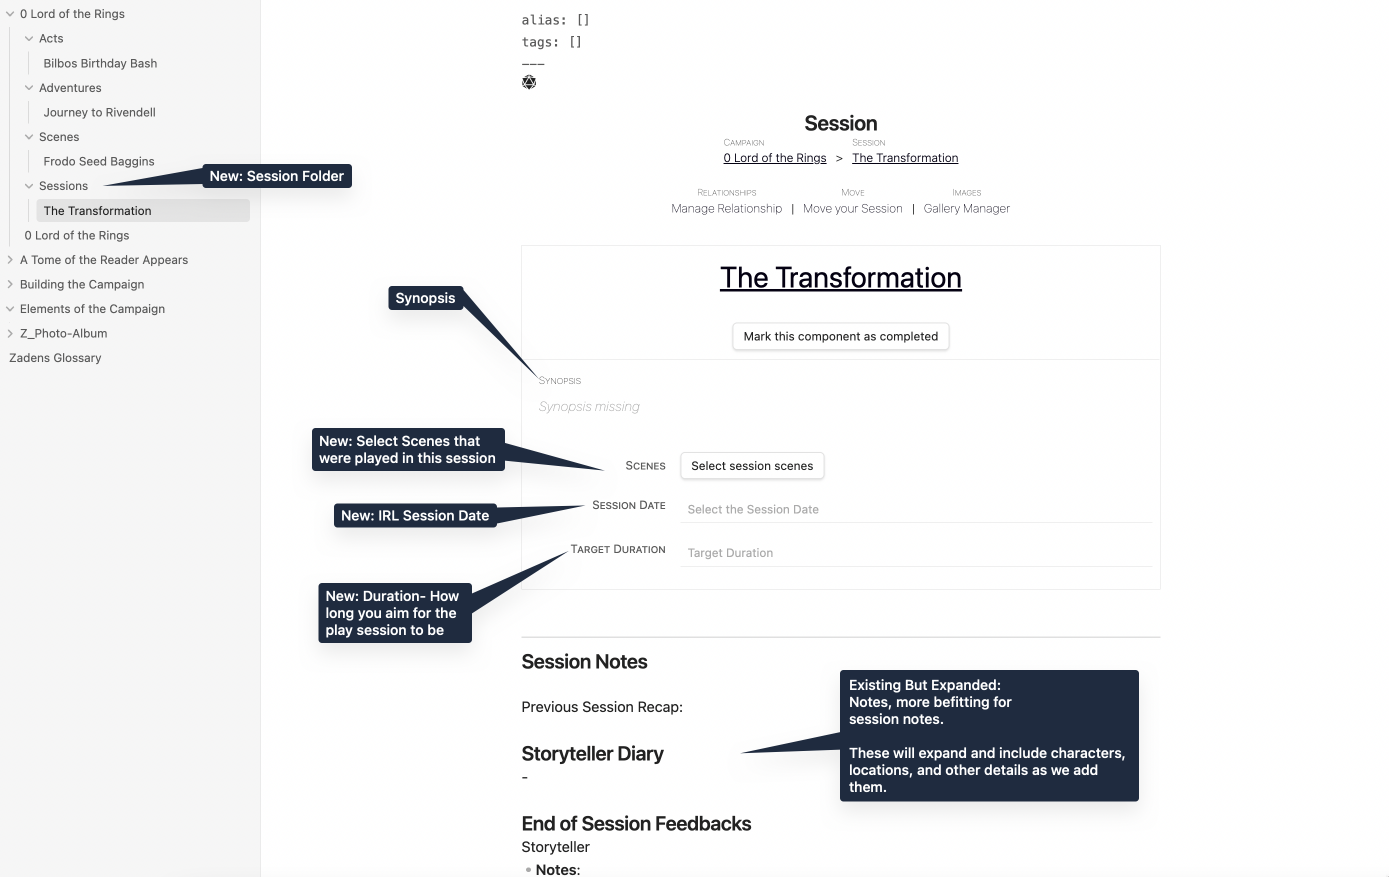 0 Lord of the Rings
Acts
Bilbos Birthday Bash
Adventures
Journey to Rivendell
Scenes
Frodo Seed Baggins
Sessions
The Transformation
0 Lord of the Rings
A Tome of the Reader Appears
Building the Campaign
Elements of the Campaign
Z_Photo-Album
Zadens Glossary
New: Session Folder
alias: []
tags: []
———
Session
CAMPAIGN
SESSION
0 Lord of the Rings > The Transformation
RELATIONSHIPS
MOVE
IMAGES
Manage Relationship | Move your Session | Gallery Manager
The Transformation
Mark this component as completed
Synopsis
SYNOPSIS
Synopsis missing
New: Select Scenes that
were played in this session
SCENES
Select session scenes
New: IRL Session Date
SESSION DATE
Select the Session Date
TARGET DURATION
Target Duration
New: Duration- How
long you aim for the
play session to be
Session Notes
Previous Session Recap:
Storyteller Diary
-
Existing But Expanded:
Notes, more befitting for
session notes.
These will expand and include characters,
locations, and other details as we add
them.
End of Session Feedbacks
Storyteller
• Notes: